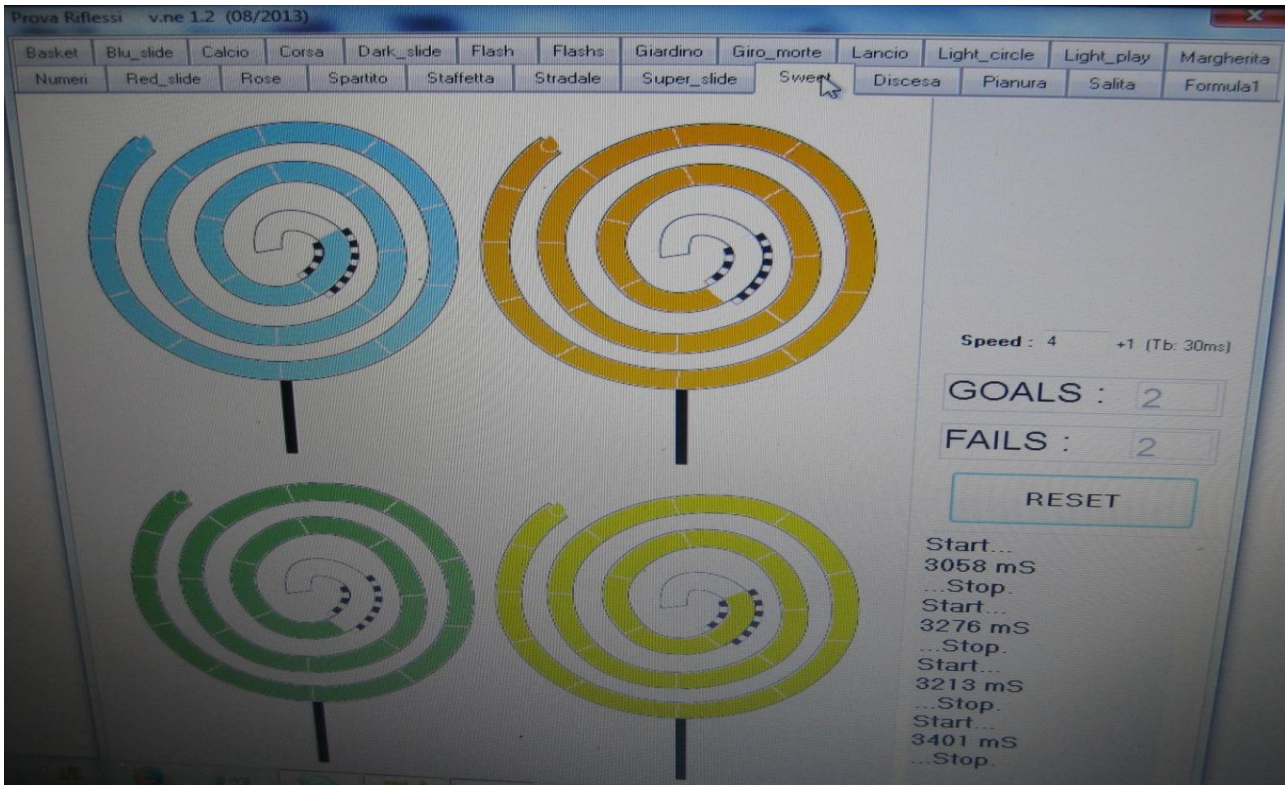 Prova Riflessi v.ne 1.2 (08/2013)
Basket Blu_slide Calcio Corsa Dark_slide Flash Flashs Giardino Giro_morte Lancio Light_circle Light_play Margherita
Numeri Red_slide Rose Spartito Staffetta Stradale Super_slide Sweet Discesa Pianura Salita Formula1
Speed : 4 +1 (Tb: 30ms)
GOALS : 2
FAILS : 2
RESET
Start...
3058 mS
...Stop.
Start...
3276 mS
...Stop.
Start...
3213 mS
...Stop.
Start...
3401 mS
...Stop.